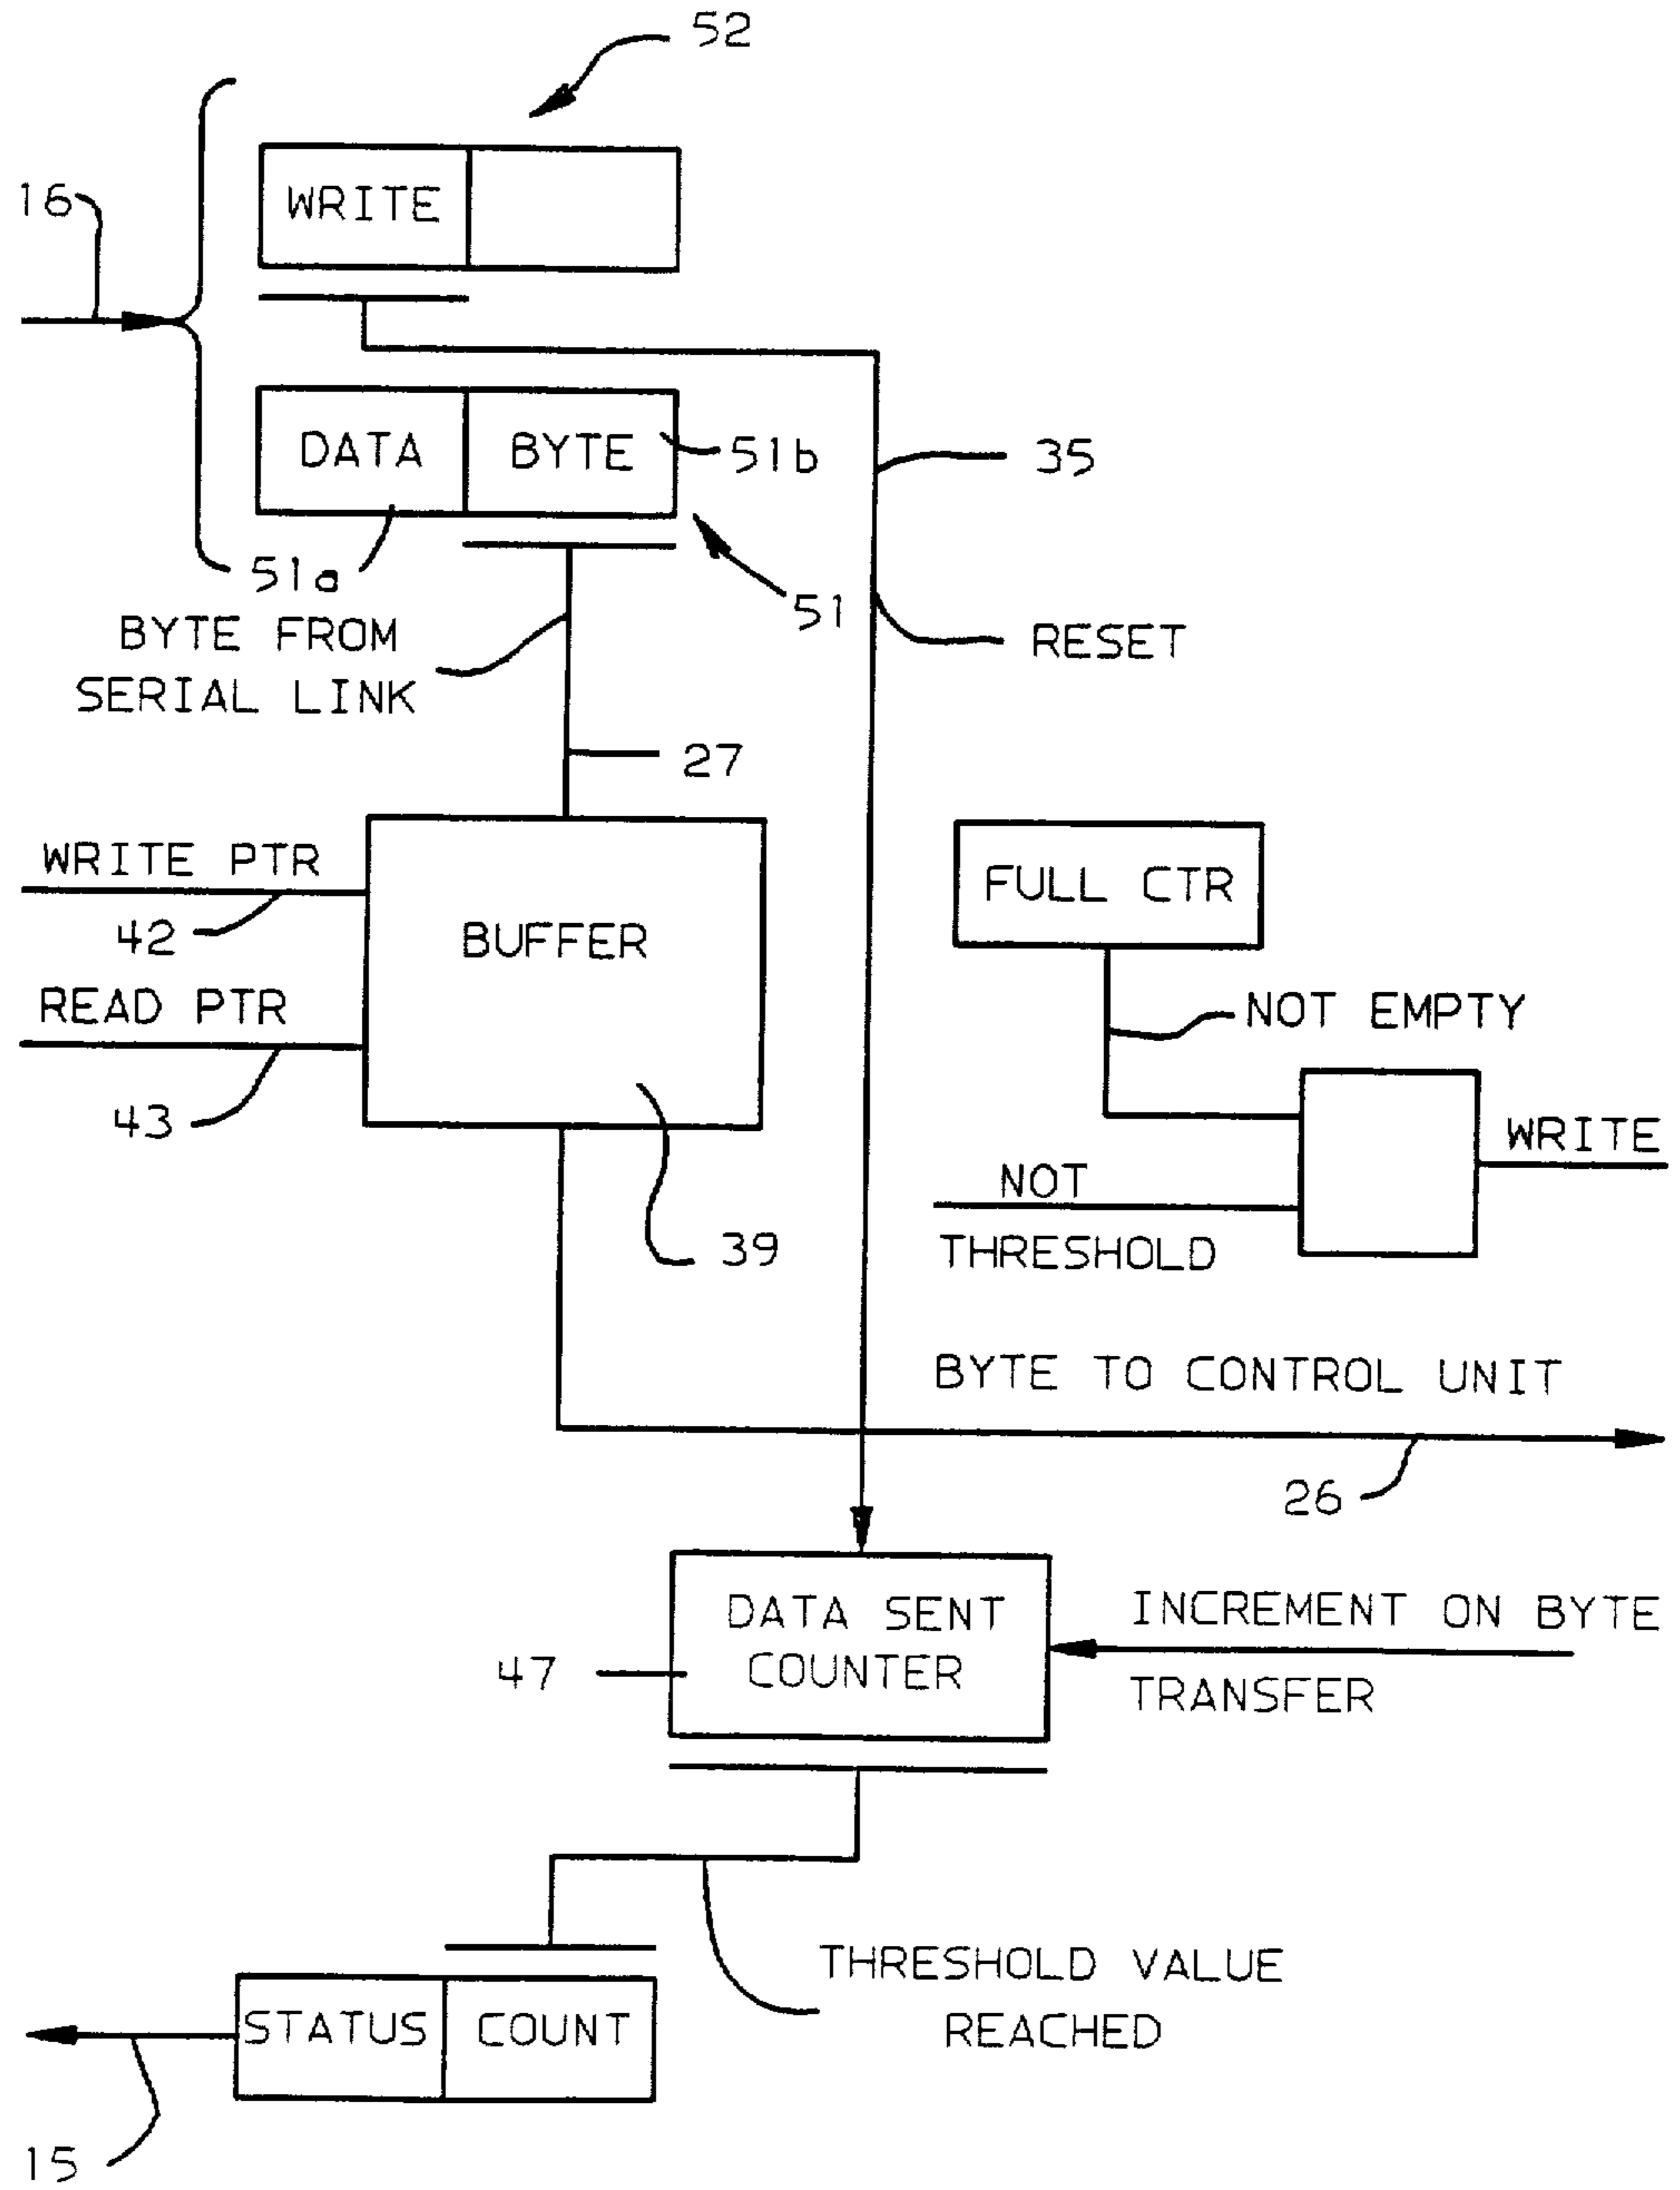 52
16
WRITE
DATA BYTE
51b
35
51a
51
BYTE FROM
SERIAL LINK
RESET
27
WRITE PTR
42
BUFFER
FULL CTR
READ PTR
43
NOT EMPTY
WRITE
NOT
THRESHOLD
39
BYTE TO CONTROL UNIT
26
DATA SENT
COUNTER
47
INCREMENT ON BYTE
TRANSFER
THRESHOLD VALUE
REACHED
STATUS COUNT
15